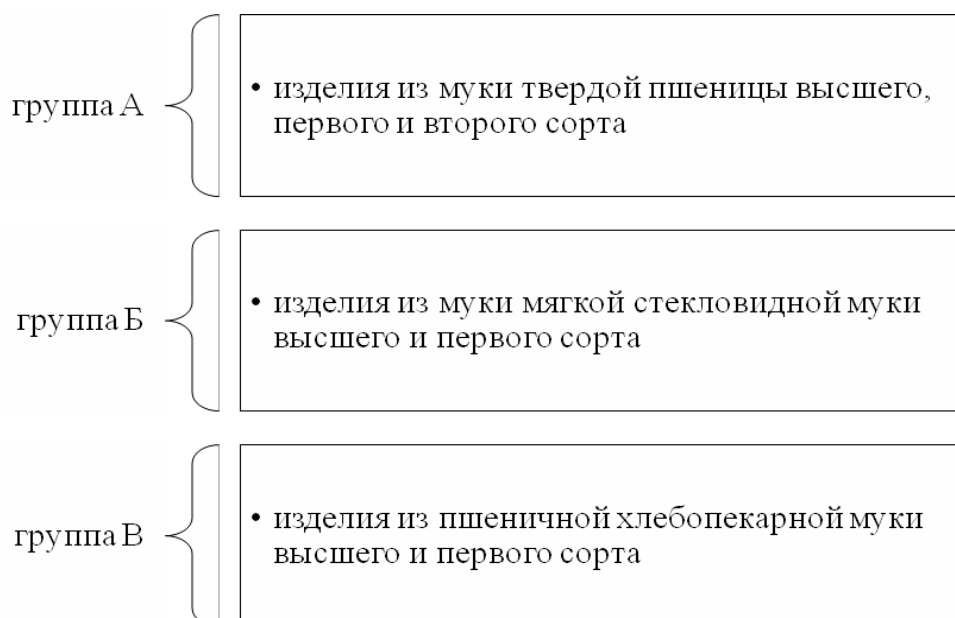 группа А
• изделия из муки твердой пшеницы высшего,
первого и второго сорта
группа Б
• изделия из муки мягкой стекловидной муки
высшего и первого сорта
группа В
• изделия из пшеничной хлебопекарной муки
высшего и первого сорта